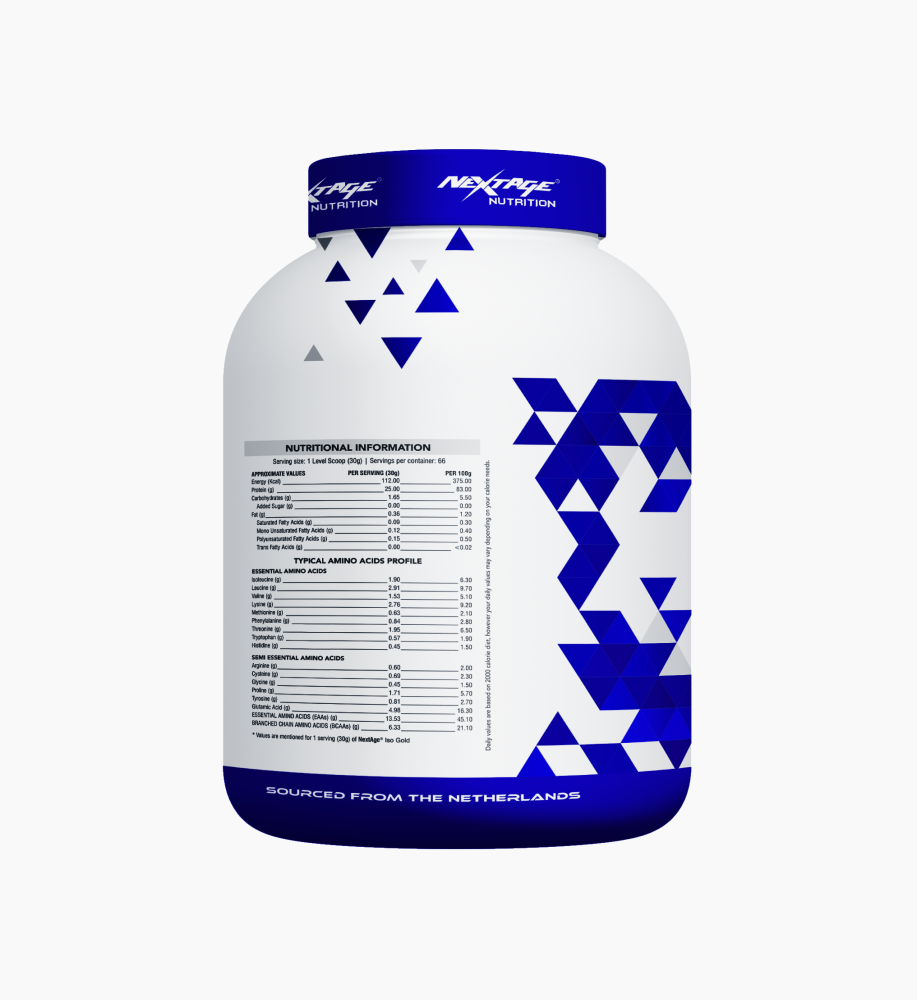 XTAGE
NUTRITION
NEXTAGE
NUTRITION
NUTRITIONAL INFORMATION
Serving size: 1 Level Scoop (30g) | Servings per container: 66
APPROXIMATE VALUES PER SERVING (30g) PER 100g
Energy (Kcal) 112.00 375.00
Protein (g) 25.00 83.00
Carbohydrates (g) 1.65 5.50
Added Sugar (g) 0.00 0.00
Fat (g) 0.36 1.20
Saturated Fatty Acids (g) 0.09 0.30
Mono Unsaturated Fatty Acids (g) 0.12 0.40
Polyunsaturated Fatty Acids (g) 0.15 0.50
Trans Fatty Acids (g) 0.00 <0.02
TYPICAL AMINO ACIDS PROFILE
ESSENTIAL AMINO ACIDS
Isoleucine (g) 1.90 6.30
Leucine (g) 2.91 9.70
Valine (g) 1.53 5.10
Lysine (g) 2.76 9.20
Methionine (g) 0.63 2.10
Phenylalanine (g) 0.84 2.80
Threonine (g) 1.95 6.50
Tryptophan (g) 0.57 1.90
Histidine (g) 0.45 1.50
SEMI ESSENTIAL AMINO ACIDS
Arginine (g) 0.60 2.00
Cysteine (g) 0.69 2.30
Glycine (g) 0.45 1.50
Proline (g) 1.71 5.70
Tyrosine (g) 0.81 2.70
Glutamic Acid (g) 4.98 16.30
ESSENTIAL AMINO ACIDS (EAAs) (g) 13.53 45.10
BRANCHED CHAIN AMINO ACIDS (BCAAs) (g) 6.33 21.10
* Values are mentioned for 1 serving (30g) of NextAge® Iso Gold
Daily values are based on 2000 calorie diet, however your daily values may vary depending on your calorie needs.
SOURCED FROM THE NETHERLANDS